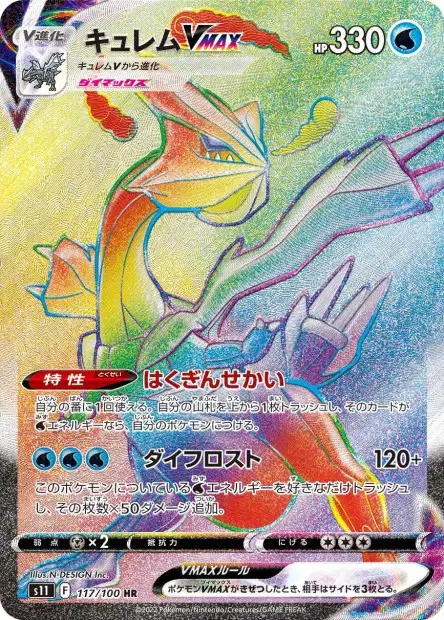 V進化 キュレムVMAX HP330
キュレムVから進化
ダイマックス
特性 とくせい はくぎんせかい
自分の番に1回使える。自分の山札を上から1枚トラッシュし、そのカードが
エネルギーなら、自分のポケモンにつける。
ダイフロスト 120+
このポケモンについているエネルギーを好きなだけトラッシュ
し、その枚数×50ダメージ追加。
弱点 ×2 抵抗力 にげる
Illus. N-DESIGN Inc.
VMAXルール
s11 F 117/100 HR
ポケモンVMAXがきぜつしたとき、相手はサイドを3枚とる。
©2022 Pokémon/Nintendo/Creatures/GAME FREAK